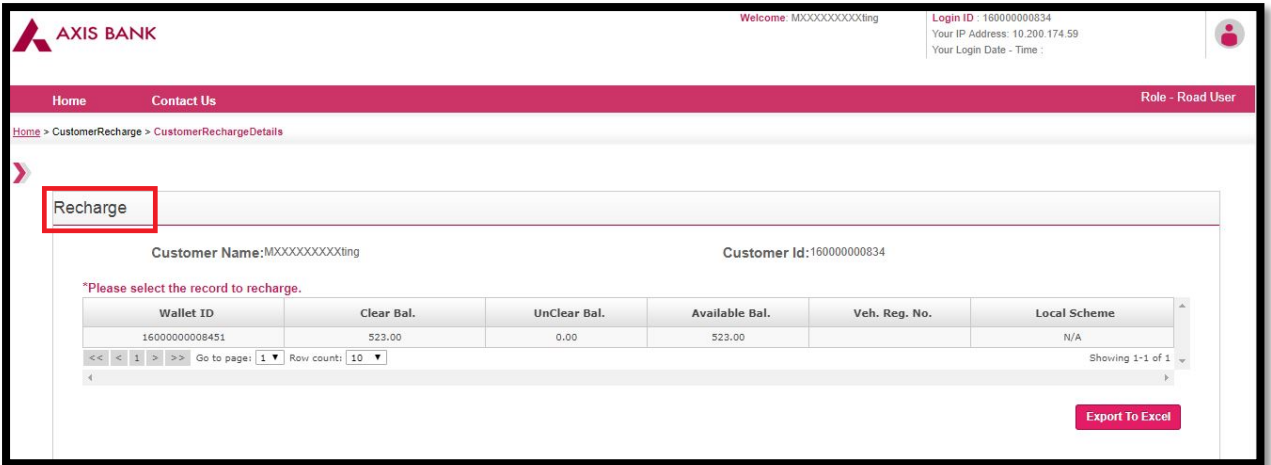 AXIS BANK
Welcome: MXXXXXXXXXting
Login ID : 160000000834
Your IP Address: 10.200.174.59
Your Login Date - Time :
Home Contact Us Role - Road User
Home > CustomerRecharge > CustomerRechargeDetails
Recharge
Customer Name:MXXXXXXXXXting Customer Id:160000000834
*Please select the record to recharge.
Wallet ID Clear Bal. UnClear Bal. Available Bal. Veh. Reg. No. Local Scheme
16000000008451 523.00 0.00 523.00 N/A
<< < 1 > >> Go to page: 1 Row count: 10 Showing 1-1 of 1
Export To Excel